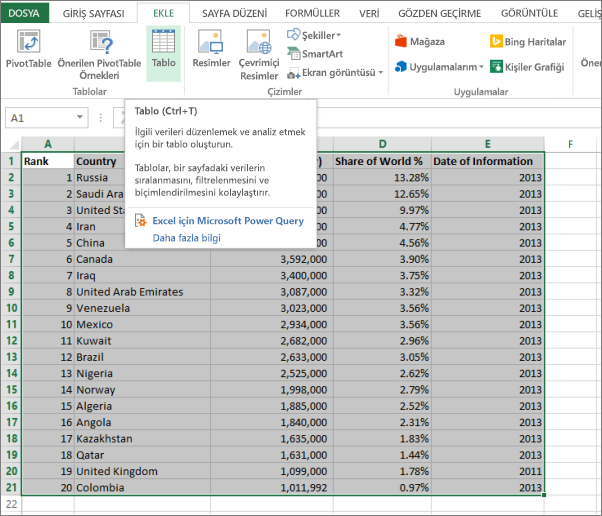 DOSYA GİRİŞ SAYFASI EKLE SAYFA DÜZENİ FORMÜLLER VERİ GÖZDEN GEÇİRME GÖRÜNTÜLE GELİŞ
PivotTable
Önerilen PivotTable Örnekleri
Tablo
Tablolar
Resimler
Çevrimiçi Resimler
Şekiller
SmartArt
Ekran görüntüsü
Çizimler
Mağaza
Uygulamalarım
Bing Haritalar
Kişiler Grafiği
Uygulamalar
Öner
A1
Tablo (Ctrl+T)
İlgili verileri düzenlemek ve analiz etmek
için bir tablo oluşturun.
Tablolar, bir sayfadaki verilerin
sıralanmasını, filtrelenmesini ve
biçimlendirilmesini kolaylaştırır.
Excel için Microsoft Power Query
Daha fazla bilgi
A D E F
1 Rank Country Share of World % Date of Information
2 1 Russia 000 13.28% 2013
3 2 Saudi Ara 000 12.65% 2013
4 3 United Sta 000 9.97% 2013
5 4 Iran 000 4.77% 2013
6 5 China 000 4.56% 2013
7 6 Canada 3,592,000 3.90% 2013
8 7 Iraq 3,400,000 3.75% 2013
9 8 United Arab Emirates 3,087,000 3.32% 2013
10 9 Venezuela 3,023,000 3.56% 2013
11 10 Mexico 2,934,000 3.56% 2013
12 11 Kuwait 2,682,000 2.96% 2013
13 12 Brazil 2,633,000 3.05% 2013
14 13 Nigeria 2,525,000 2.62% 2013
15 14 Norway 1,998,000 2.79% 2013
16 15 Algeria 1,885,000 2.52% 2013
17 16 Angola 1,840,000 2.31% 2013
18 17 Kazakhstan 1,635,000 1.83% 2013
19 18 Qatar 1,631,000 1.44% 2013
20 19 United Kingdom 1,099,000 1.78% 2011
21 20 Colombia 1,011,992 0.97% 2013
22